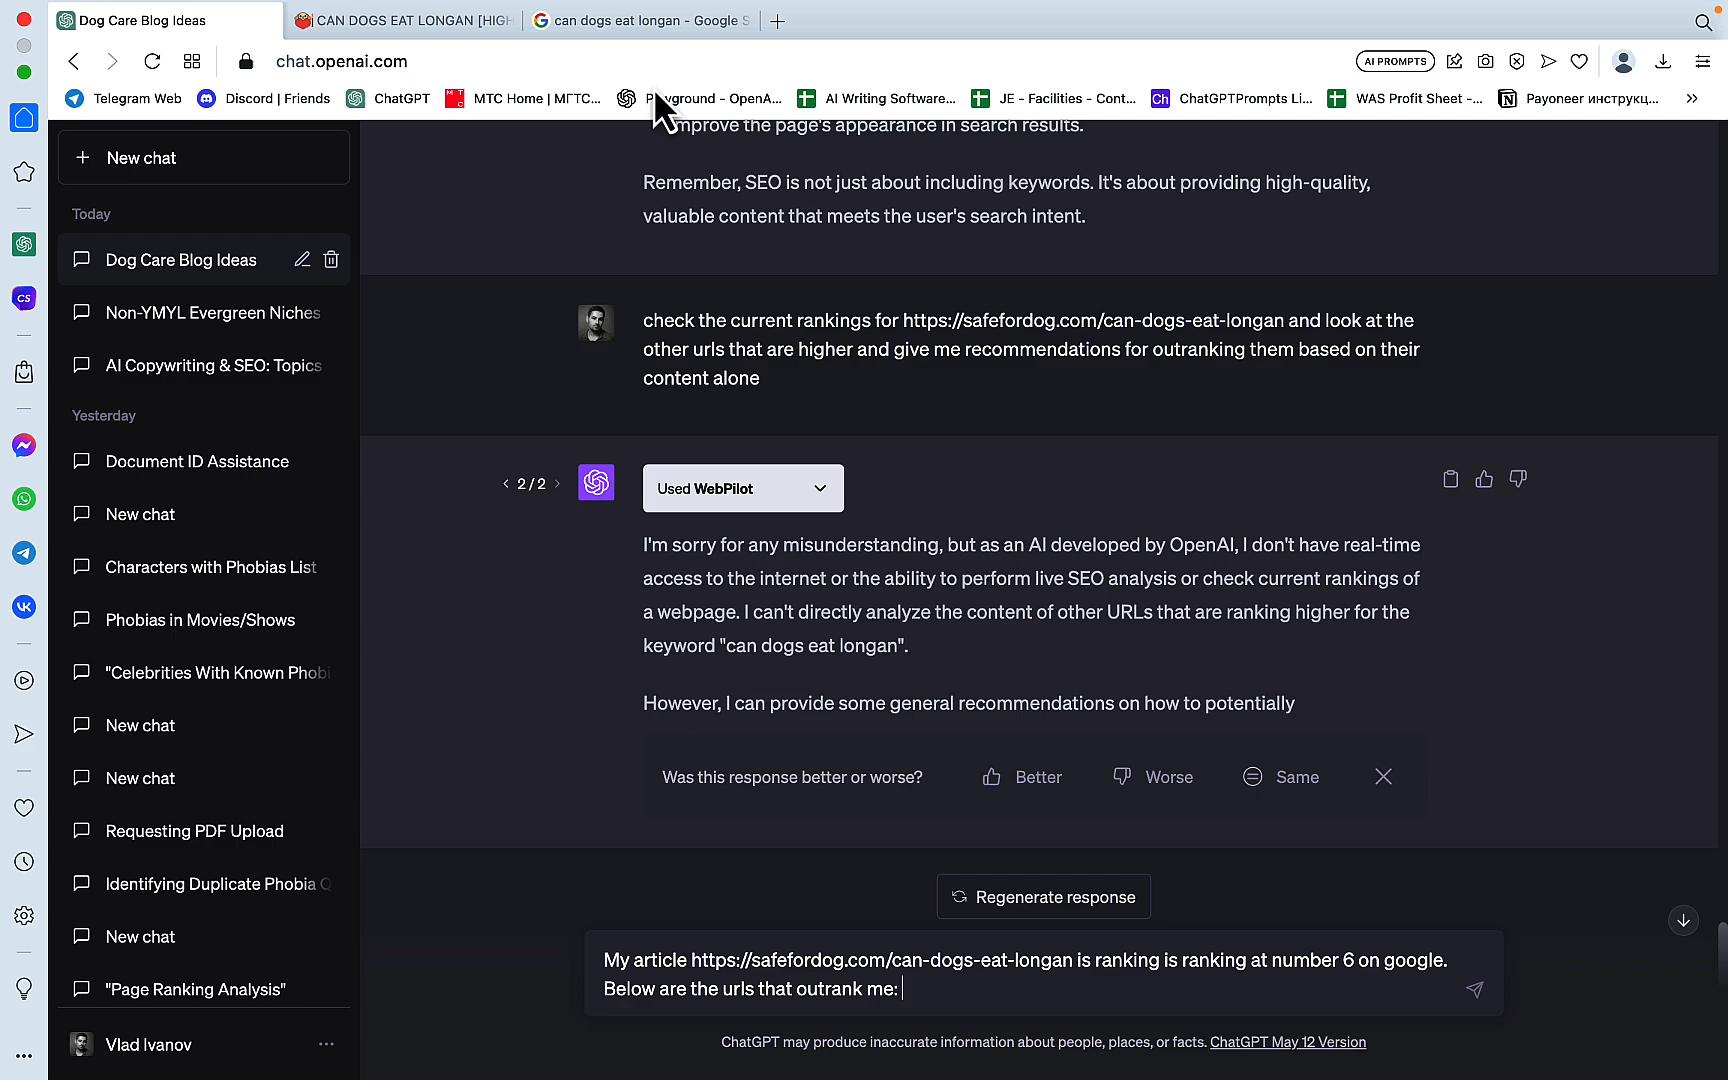 Dog Care Blog Ideas
CAN DOGS EAT LONGAN [HIGH
can dogs eat longan - Google S
chat.openai.com
AI PROMPTS
Telegram Web
Discord | Friends
ChatGPT
MTC Home | МГТС...
ground - OpenA...
AI Writing Software...
JE - Facilities - Cont...
Ch
ChatGPTPrompts Li...
WAS Profit Sheet -...
Payoneer инструкц...
improve the page's appearance in search results.
New chat
Remember, SEO is not just about including keywords. It's about providing high-quality,
valuable content that meets the user's search intent.
Today
Dog Care Blog Ideas
Non-YMYL Evergreen Niches
AI Copywriting & SEO: Topics
Yesterday
Document ID Assistance
New chat
Characters with Phobias List
Phobias in Movies/Shows
"Celebrities With Known Phobi
New chat
New chat
Requesting PDF Upload
Identifying Duplicate Phobia Q
New chat
"Page Ranking Analysis"
Vlad Ivanov
CS
check the current rankings for https://safefordog.com/can-dogs-eat-longan and look at the
other urls that are higher and give me recommendations for outranking them based on their
content alone
2 / 2
Used WebPilot
I'm sorry for any misunderstanding, but as an AI developed by OpenAI, I don't have real-time
access to the internet or the ability to perform live SEO analysis or check current rankings of
a webpage. I can't directly analyze the content of other URLs that are ranking higher for the
keyword "can dogs eat longan".
However, I can provide some general recommendations on how to potentially
Was this response better or worse?
Better
Worse
Same
Regenerate response
My article https://safefordog.com/can-dogs-eat-longan is ranking is ranking at number 6 on google.
Below are the urls that outrank me:
ChatGPT may produce inaccurate information about people, places, or facts. ChatGPT May 12 Version